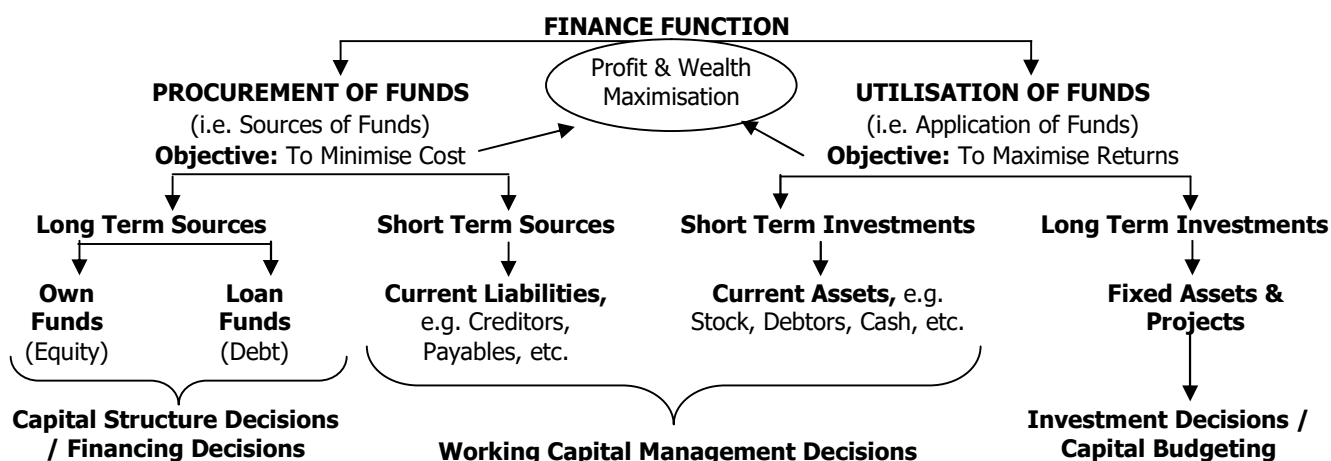 FINANCE FUNCTION
Profit & Wealth
Maximisation
PROCUREMENT OF FUNDS
(i.e. Sources of Funds)
Objective: To Minimise Cost
UTILISATION OF FUNDS
(i.e. Application of Funds)
Objective: To Maximise Returns
Long Term Sources
Short Term Sources
Short Term Investments
Long Term Investments
Own
Funds
(Equity)
Loan
Funds
(Debt)
Current Liabilities,
e.g. Creditors,
Payables, etc.
Current Assets, e.g.
Stock, Debtors, Cash, etc.
Fixed Assets &
Projects
Capital Structure Decisions
/ Financing Decisions
Working Capital Management Decisions
Investment Decisions /
Capital Budgeting